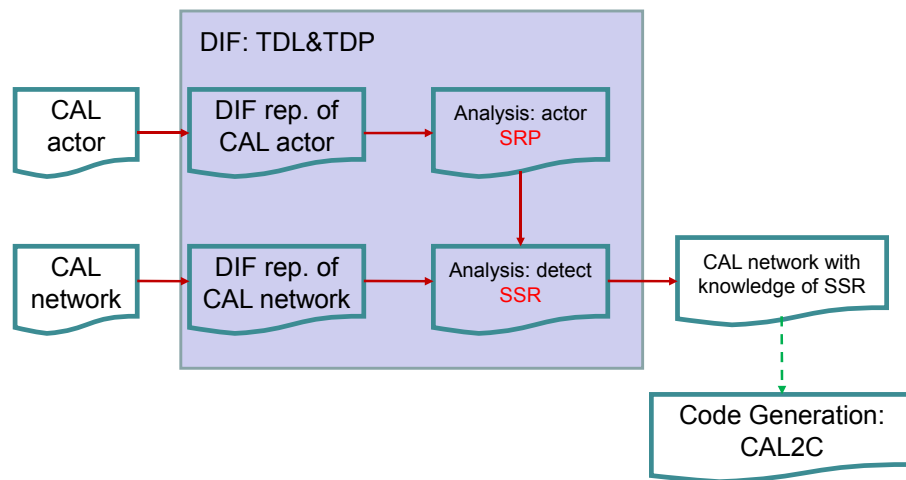 DIF: TDL&TDP
CAL
actor
DIF rep. of
CAL actor
Analysis: actor
SRP
CAL
network
DIF rep. of
CAL network
Analysis: detect
SSR
CAL network with
knowledge of SSR
Code Generation:
CAL2C